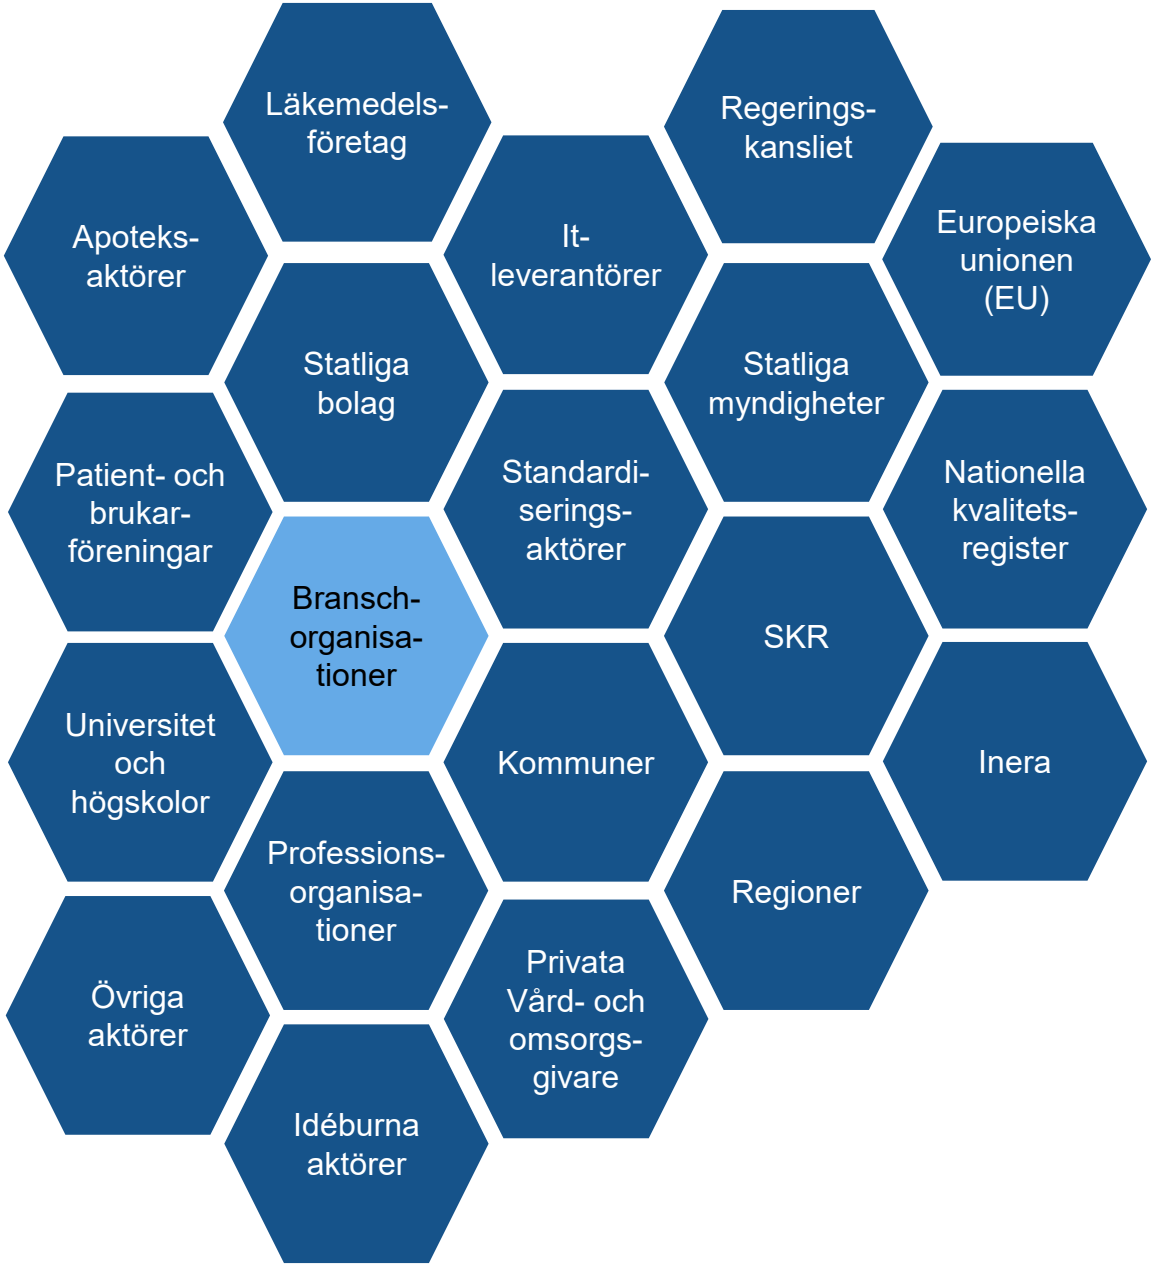 Läkemedels-
företag
Regerings-
kansliet
Apoteks-
aktörer
It-
leverantörer
Europeiska
unionen
(EU)
Statliga
bolag
Statliga
myndigheter
Patient- och
brukar-
föreningar
Standardi-
serings-
aktörer
Nationella
kvalitets-
register
Bransch-
organisa-
tioner
SKR
Universitet
och
högskolor
Kommuner
Inera
Professions-
organisa-
tioner
Regioner
Övriga
aktörer
Privata
Vård- och
omsorgs-
givare
Idéburna
aktörer